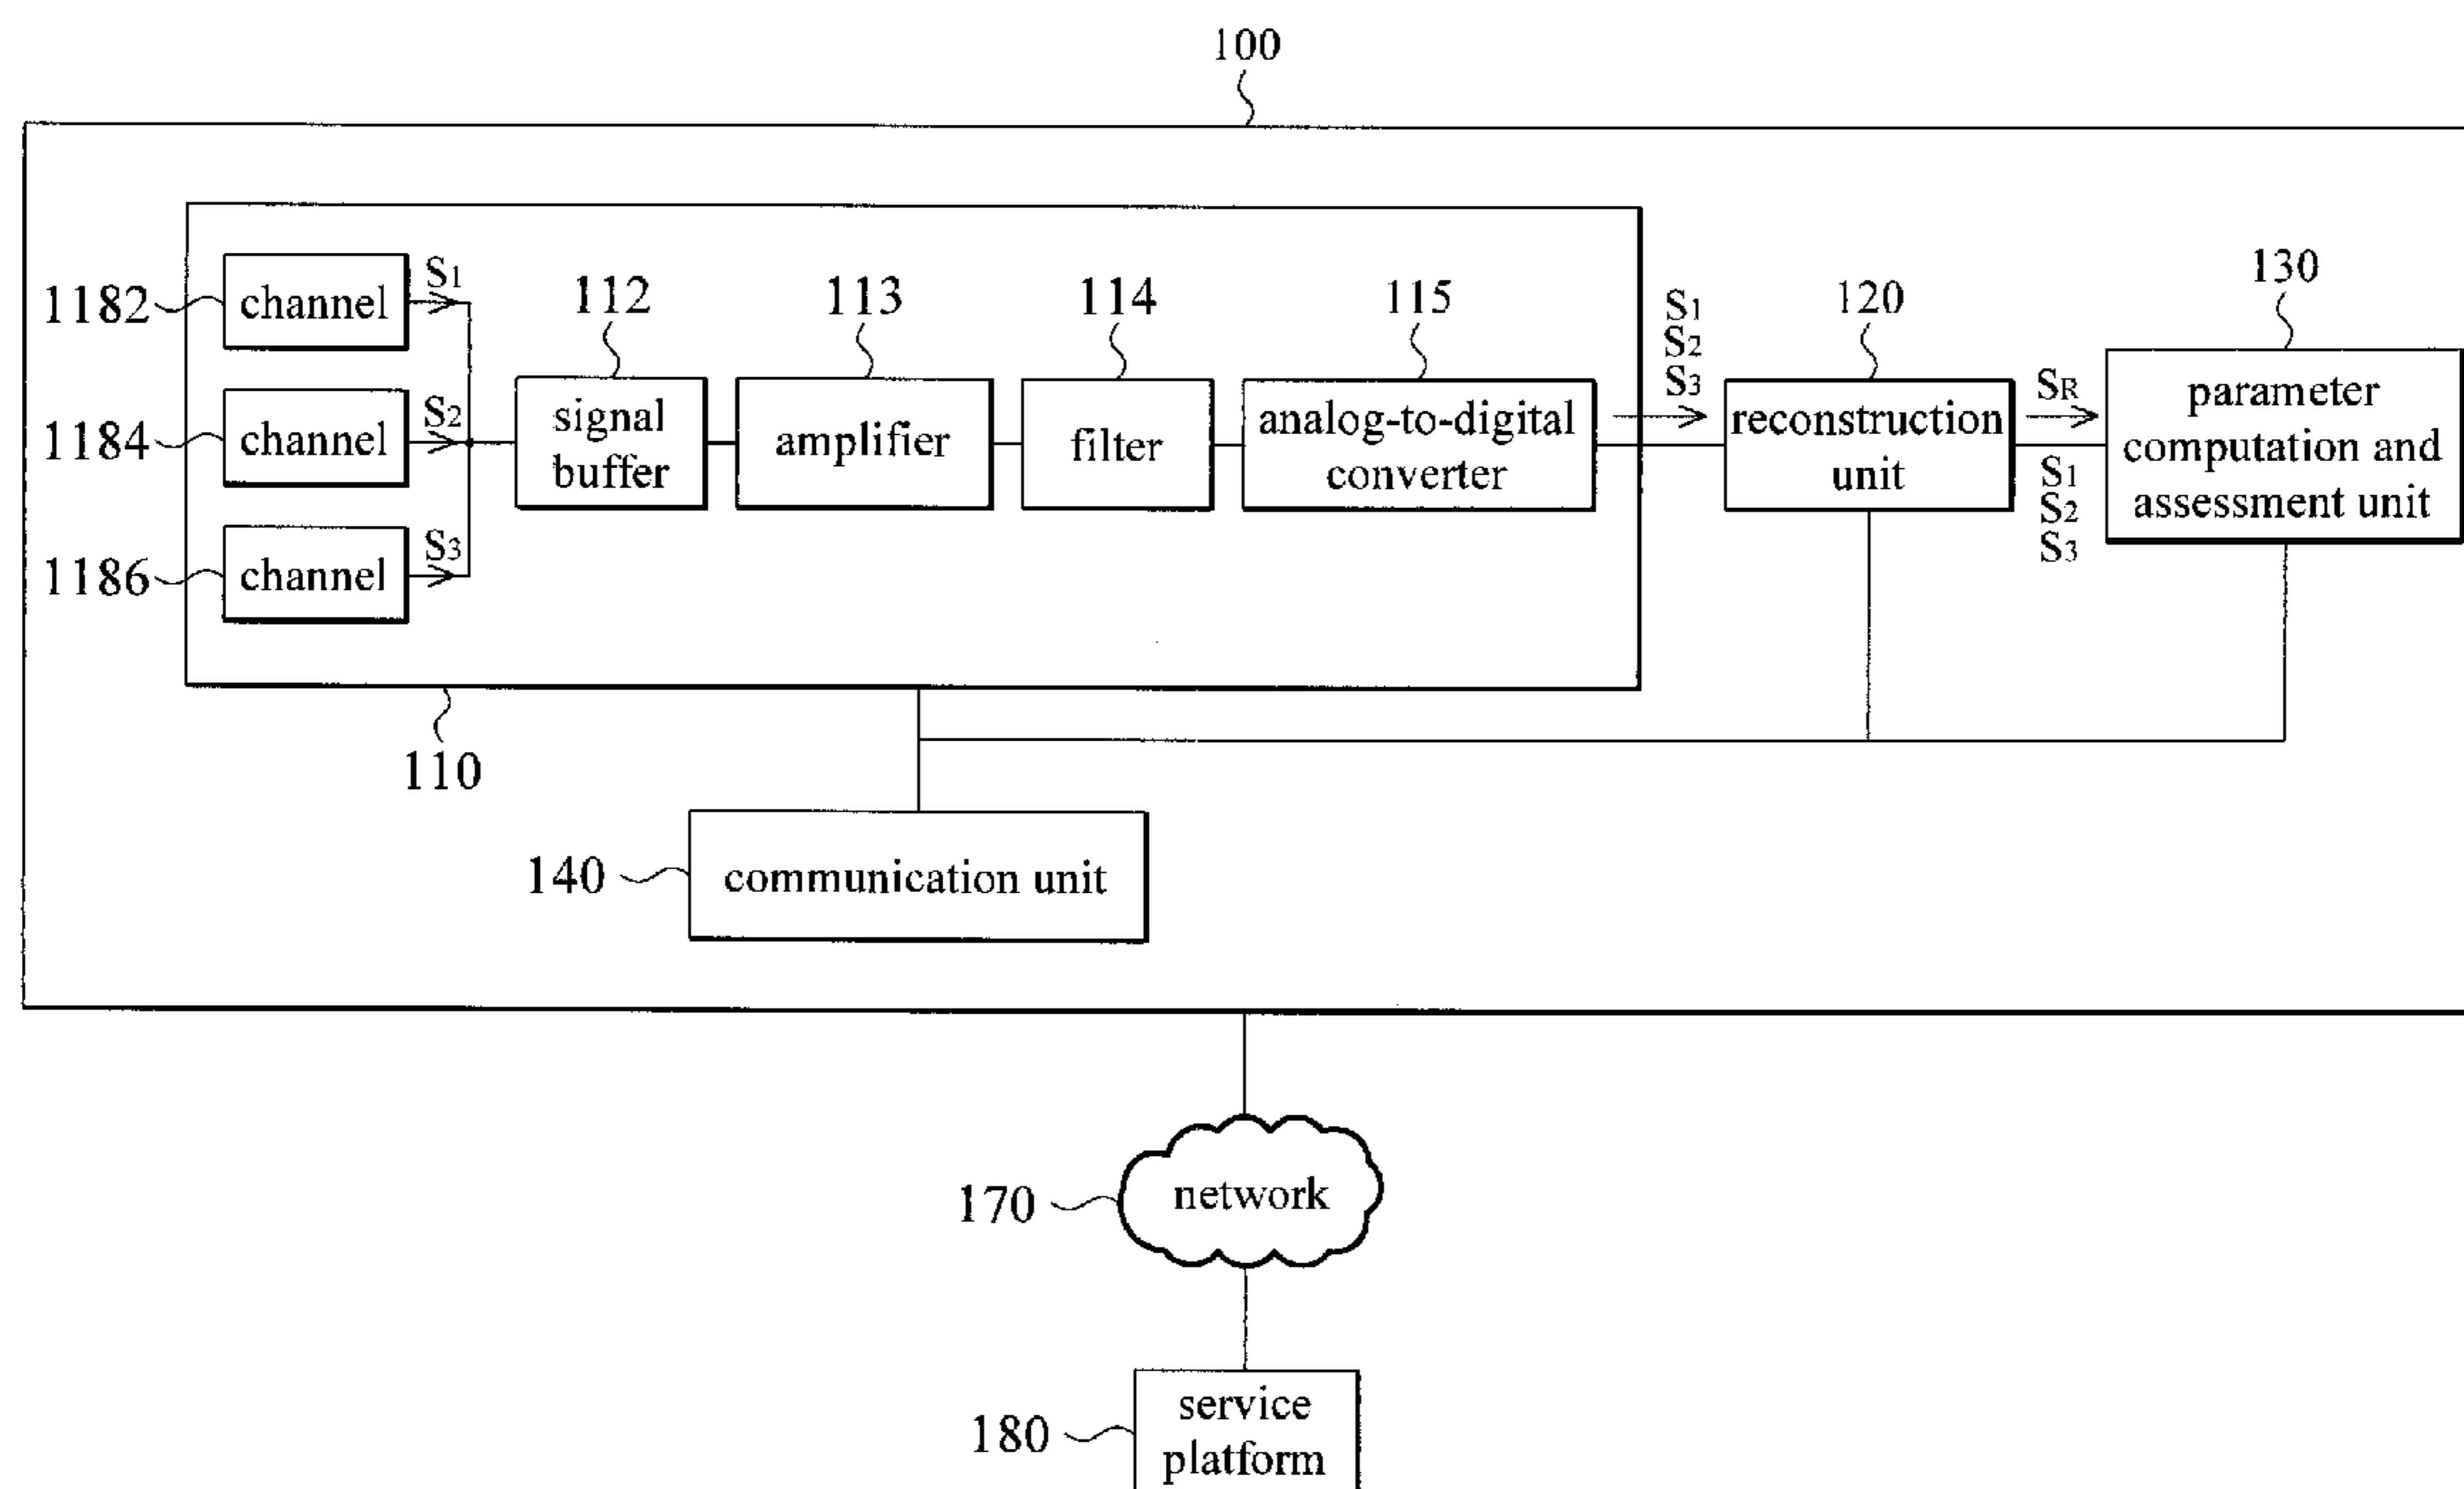 100
1182
channel
S1
1184
channel
S2
1186
channel
S3
112
signal
buffer
113
amplifier
114
filter
115
analog-to-digital
converter
S1
S2
S3
120
reconstruction
unit
SR
S1
S2
S3
130
parameter
computation and
assessment unit
110
140
communication unit
170
network
180
service
platform